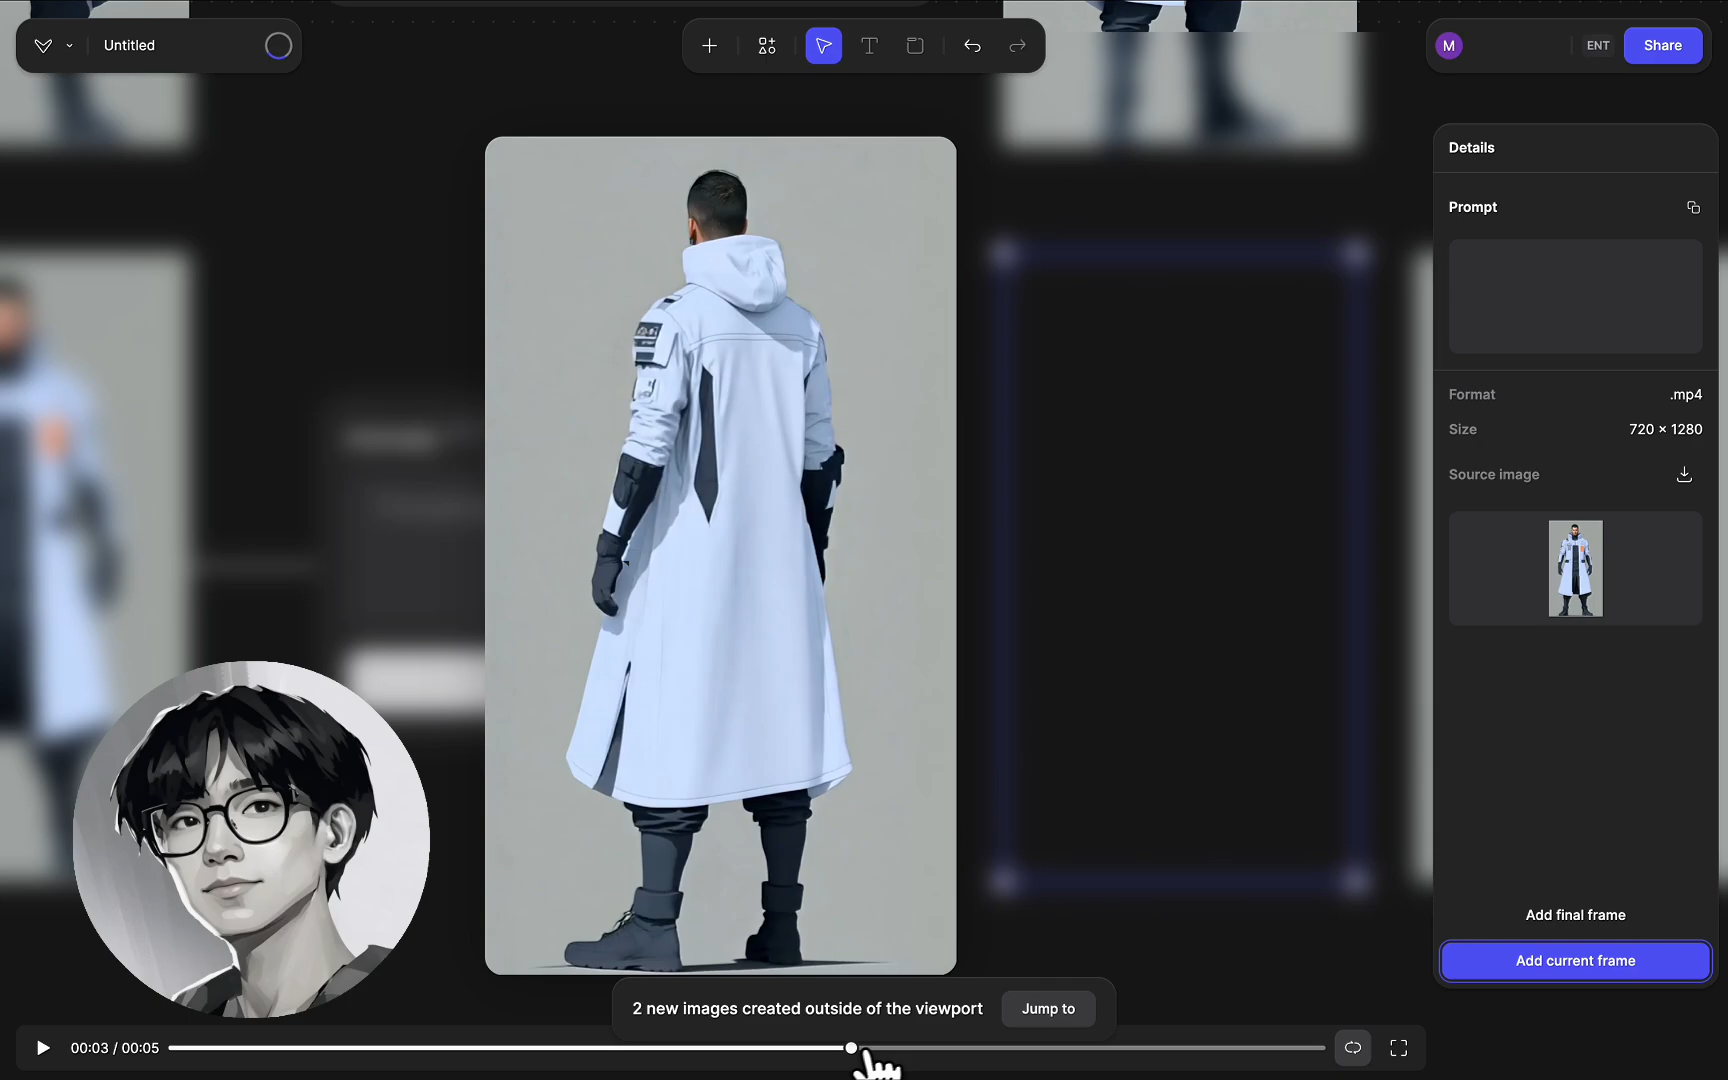 Untitled
M
ENT
Share
Details
Prompt
Format
.mp4
Size
720 × 1280
Source image
Add final frame
Add current frame
2 new images created outside of the viewport
Jump to
00:03 / 00:05